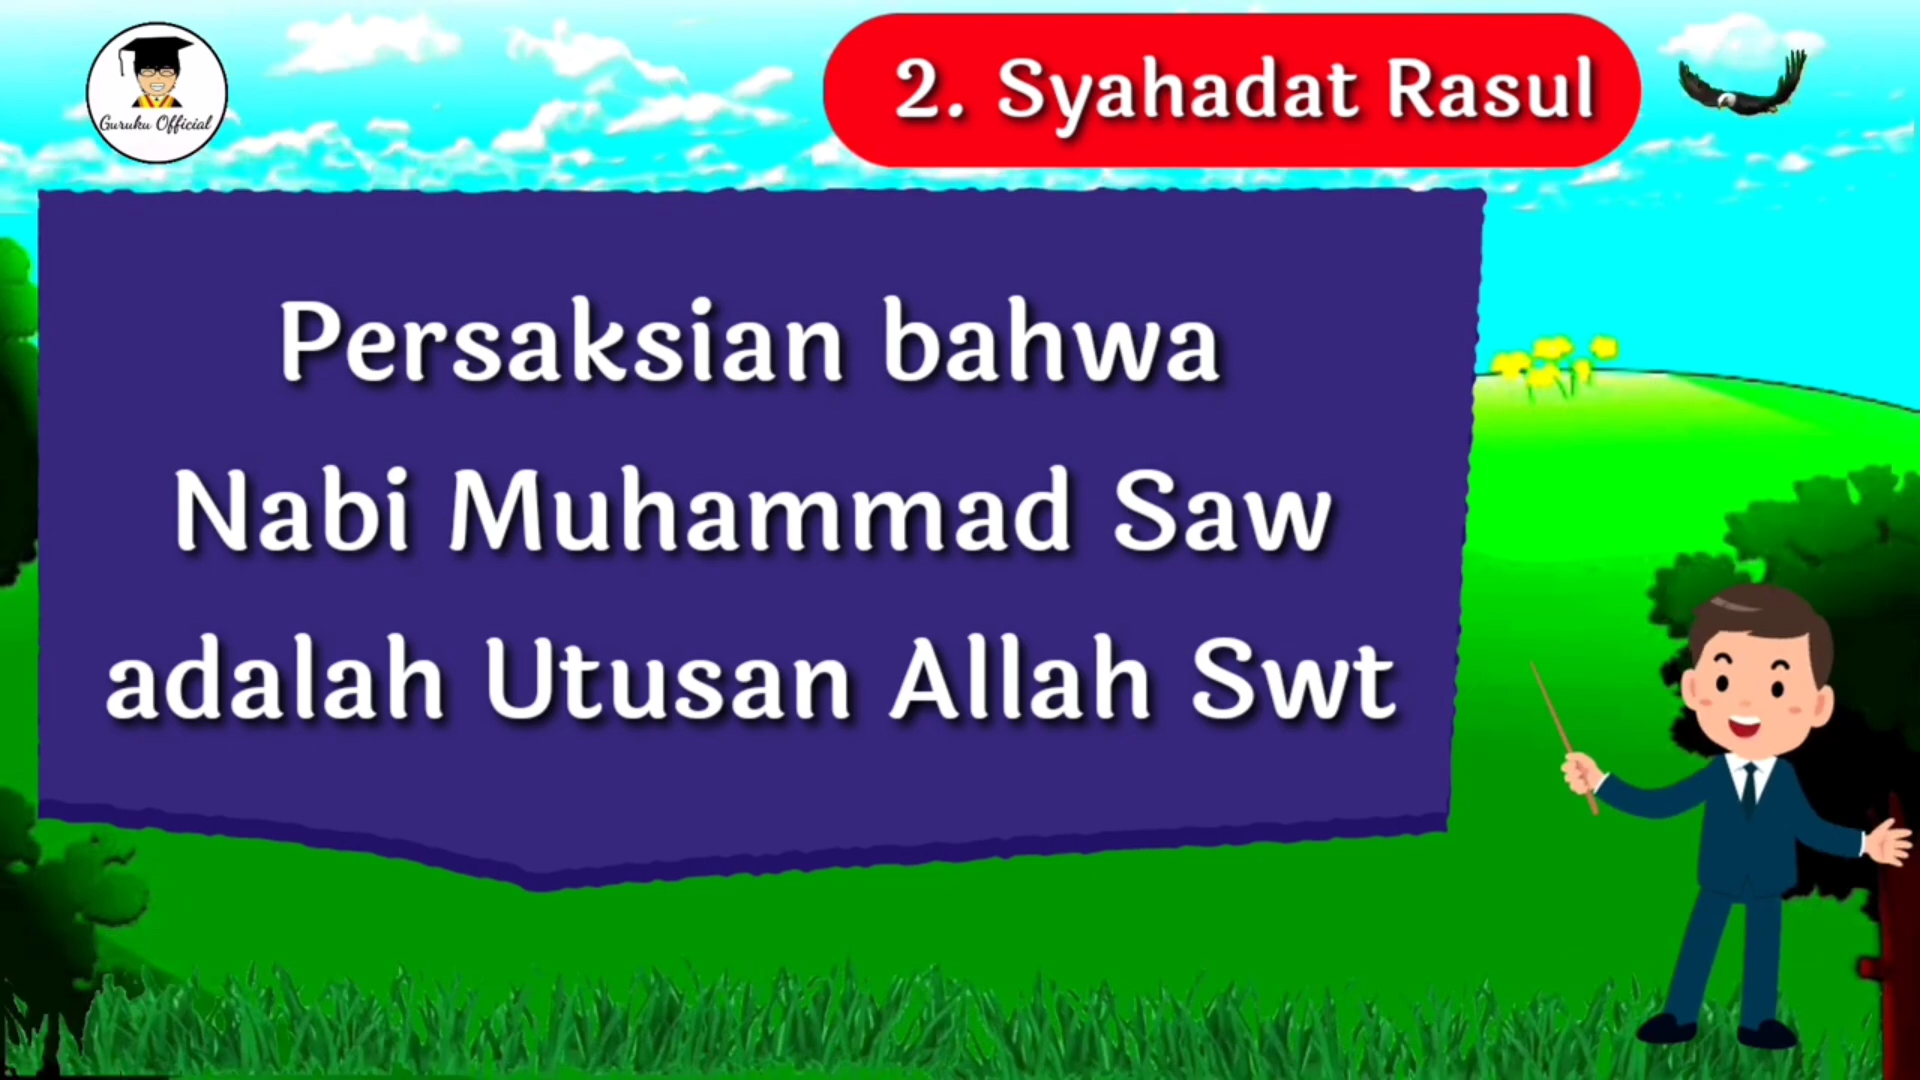 Guruku Official
2. Syahadat Rasul
Persaksian bahwa
Nabi Muhammad Saw
adalah Utusan Allah Swt